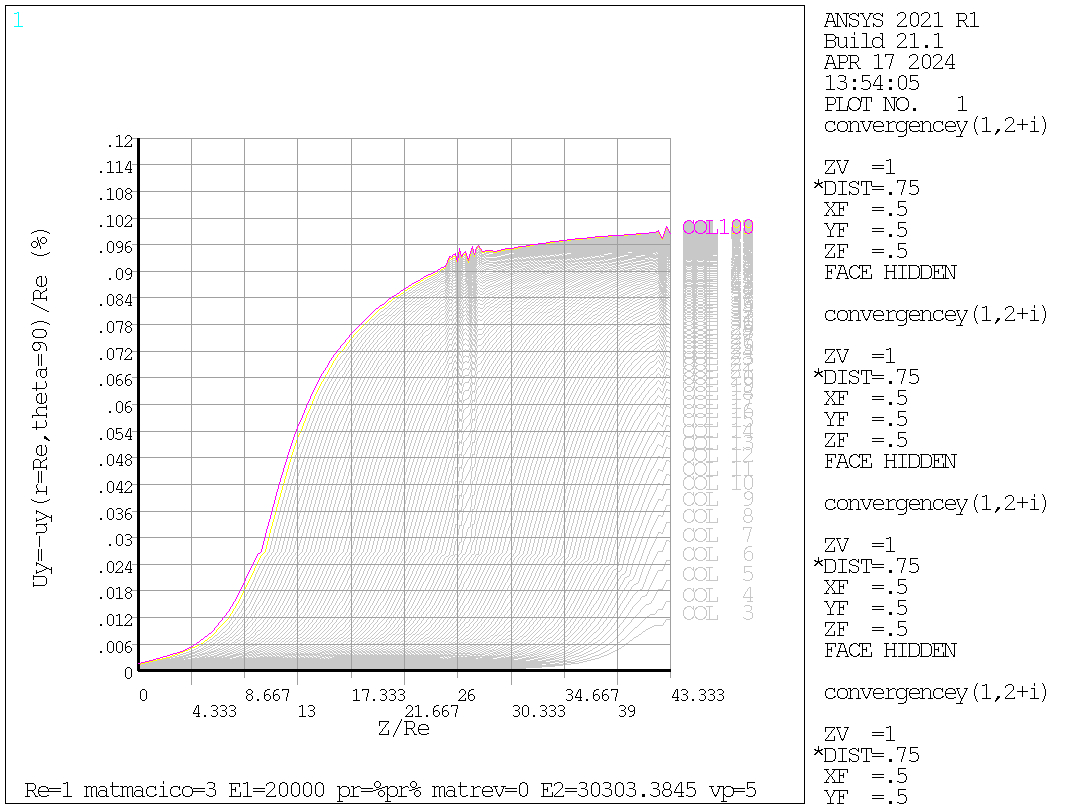 1
ANSYS 2021 R1
Build 21.1
APR 17 2024
13:54:05
PLOT NO. 1
convergencey(1,2+i)
ZV =1
*DIST=.75
XF =.5
YF =.5
ZF =.5
FACE HIDDEN
convergencey(1,2+i)
ZV =1
*DIST=.75
XF =.5
YF =.5
ZF =.5
FACE HIDDEN
convergencey(1,2+i)
ZV =1
*DIST=.75
XF =.5
YF =.5
ZF =.5
FACE HIDDEN
convergencey(1,2+i)
ZV =1
*DIST=.75
XF =.5
YF =.5
Uy=-uy(r=Re,theta=90)/Re (%)
.12
.114
.108
.102
.096
.09
.084
.078
.072
.066
.06
.054
.048
.042
.036
.03
.024
.018
.012
.006
0
COL100
COL 12
COL 11
COL 10
COL 9
COL 8
COL 7
COL 6
COL 5
COL 4
COL 3
0 8.667 17.333 26 34.667 43.333
4.333 13 21.667 30.333 39
Z/Re
Re=1 matmacico=3 E1=20000 pr=%pr% matrev=0 E2=30303.3845 vp=5